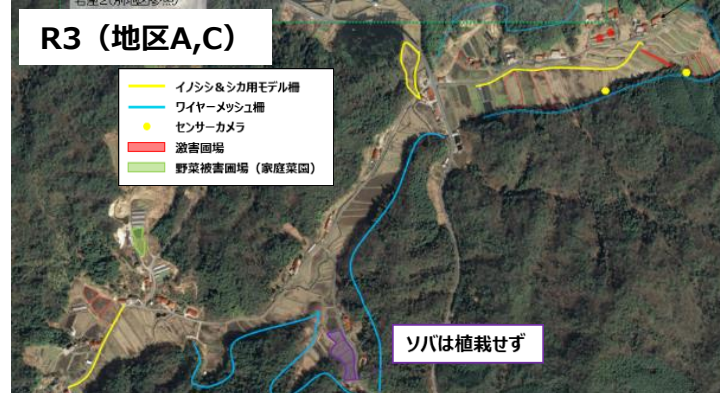 R3（地区A,C）
イノシシ＆シカ用モデル柵
ワイヤーメッシュ柵
センサーカメラ
激害圃場
野菜被害圃場（家庭菜園）
ソバは植栽せず